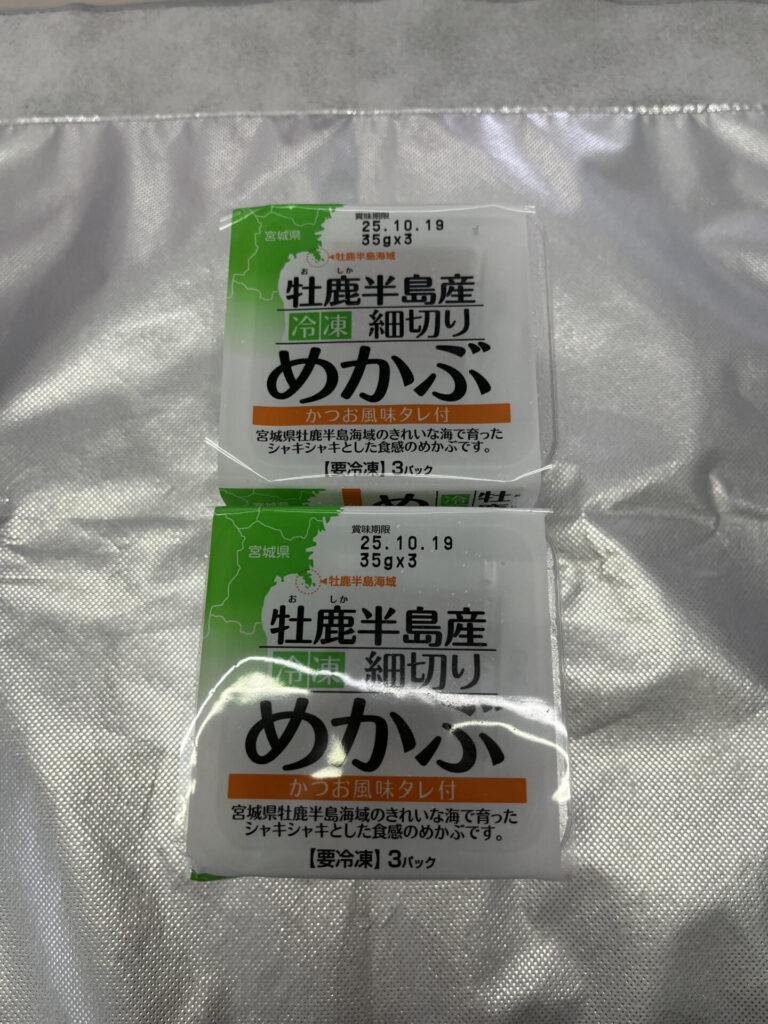 賞味期限
25.10.19
35g×3
宮城県
◀牡鹿半島海域
おしか
牡鹿半島産
冷凍 細切り
めかぶ
かつお風味タレ付
宮城県牡鹿半島海域のきれいな海で育った
シャキシャキとした食感のめかぶです。
【要冷凍】3パック
め 冷 牡
賞味期限
25.10.19
35g×3
宮城県
◀牡鹿半島海域
おしか
牡鹿半島産
冷凍 細切り
めかぶ
かつお風味タレ付
宮城県牡鹿半島海域のきれいな海で育った
シャキシャキとした食感のめかぶです。
【要冷凍】3パック